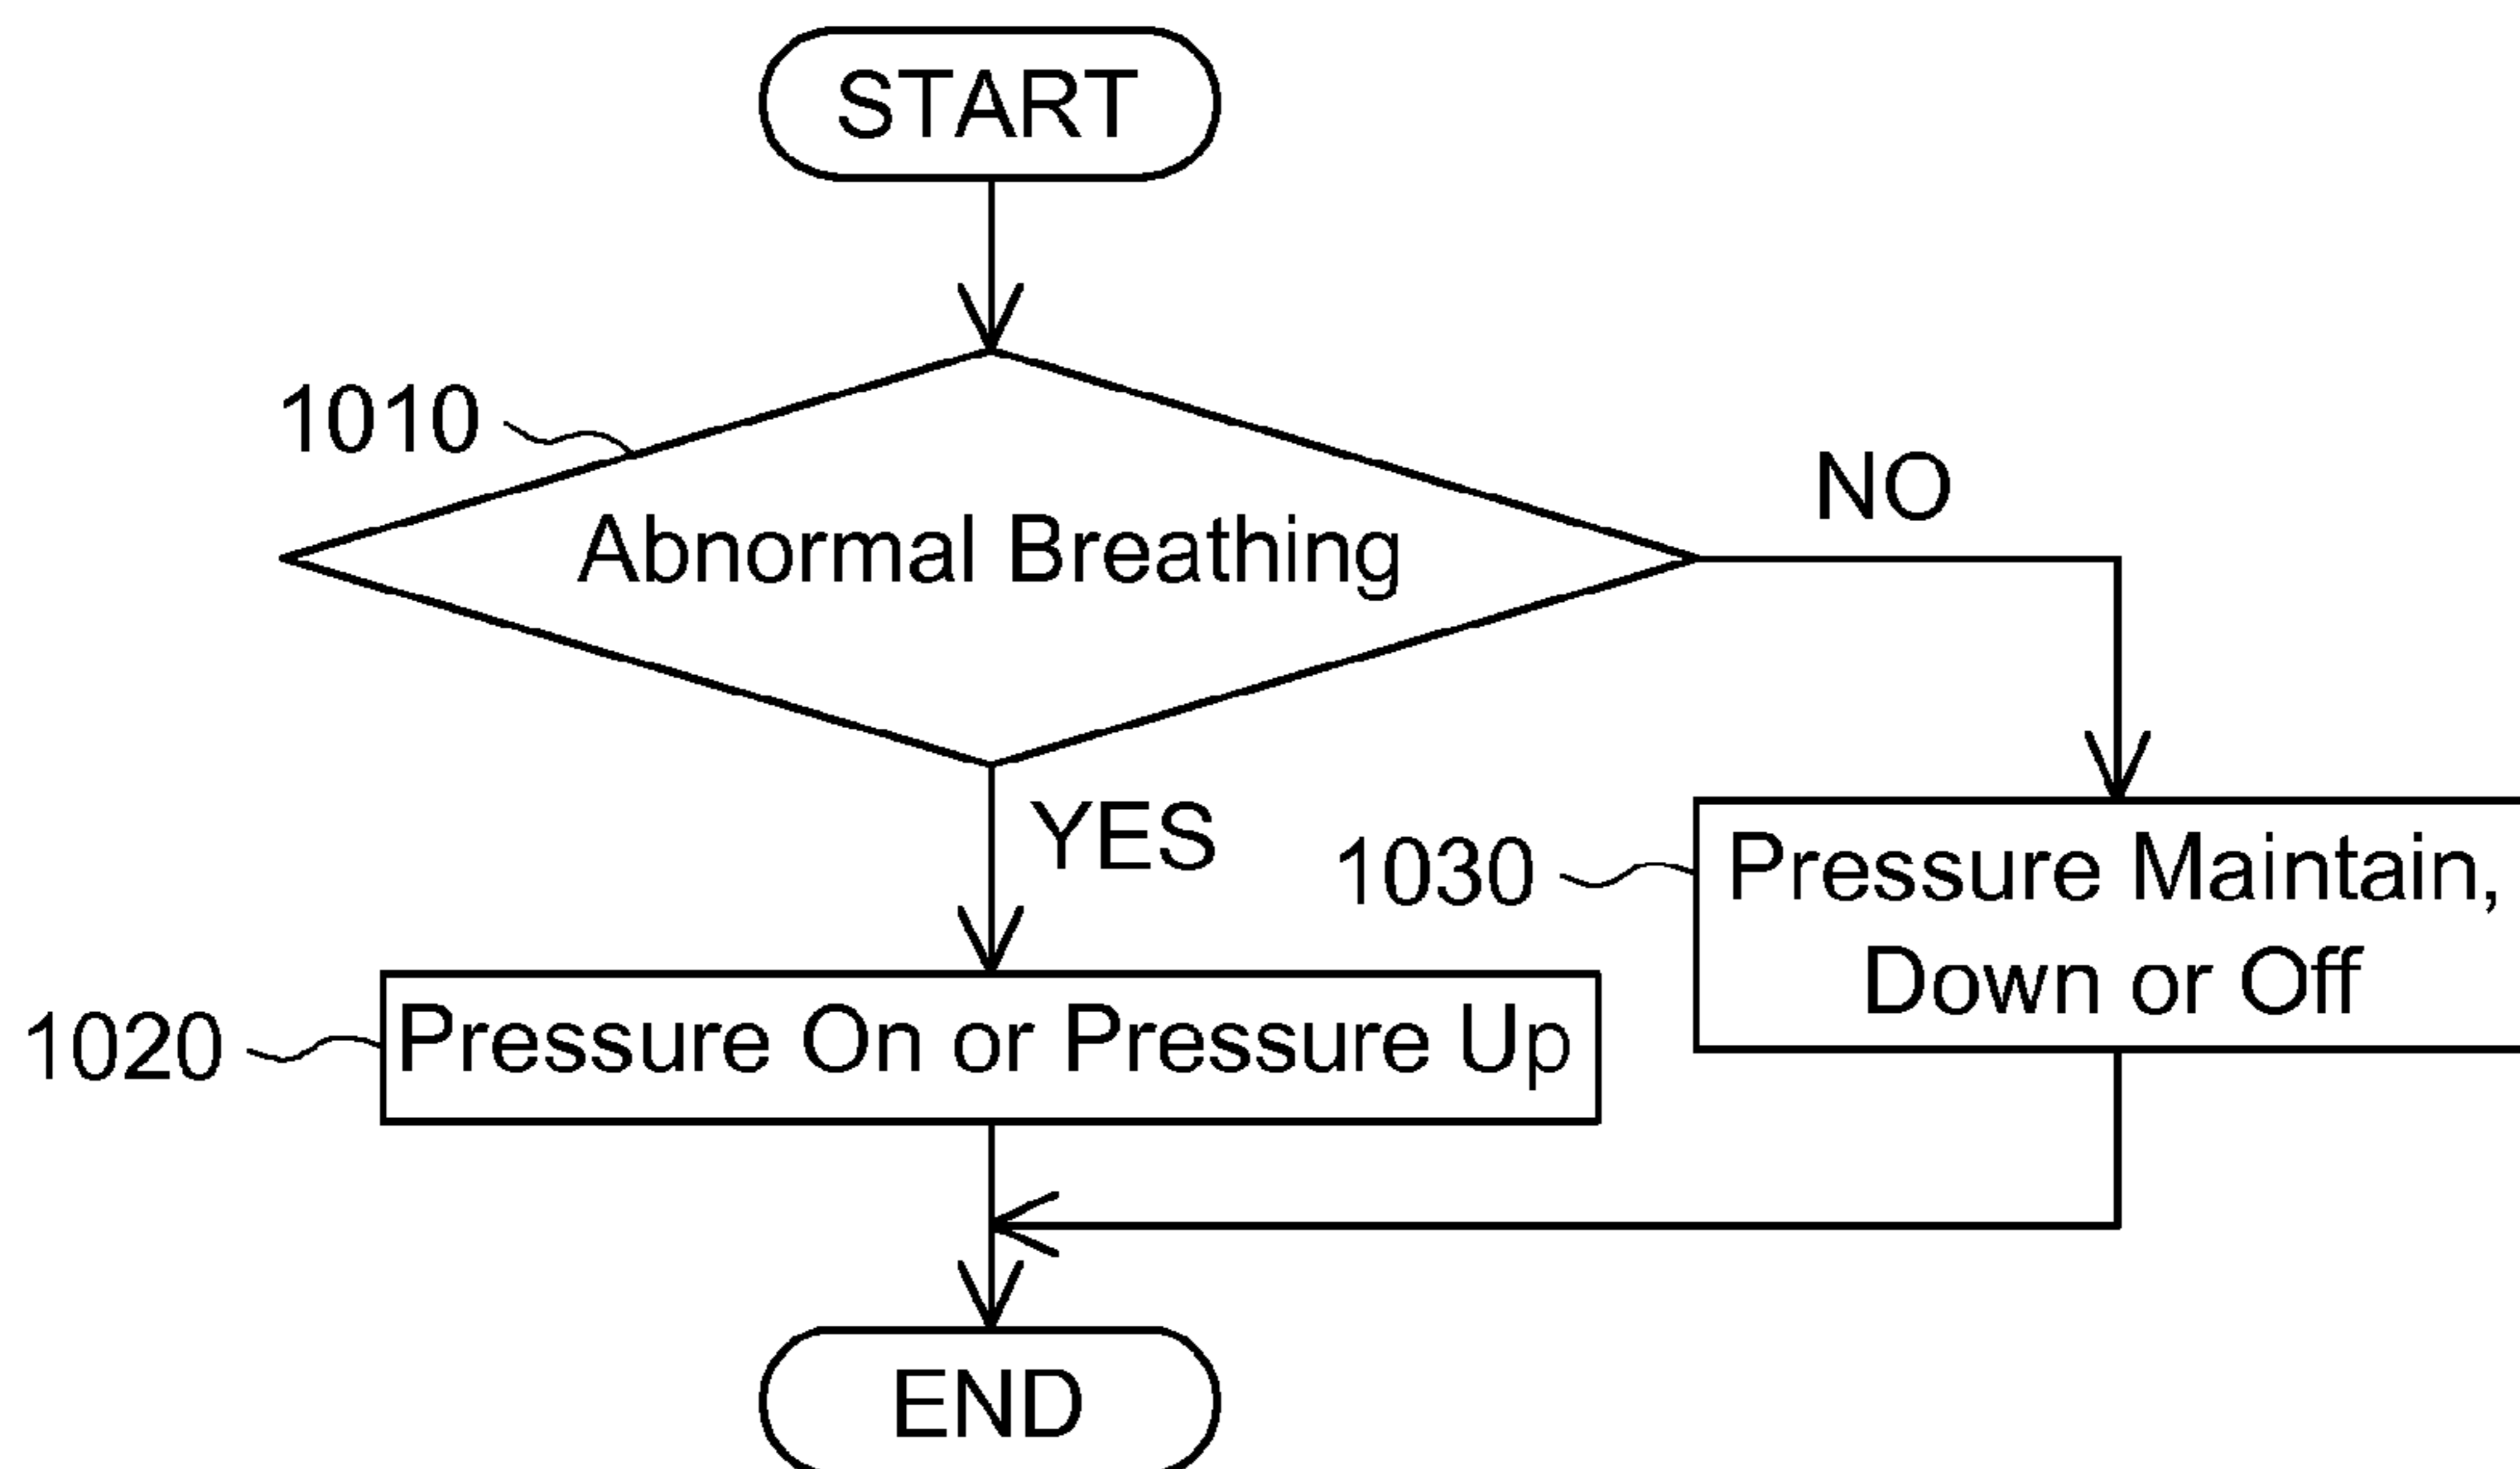 START
1010
Abnormal Breathing
NO
YES
1030
Pressure Maintain,
Down or Off
1020
Pressure On or Pressure Up
END